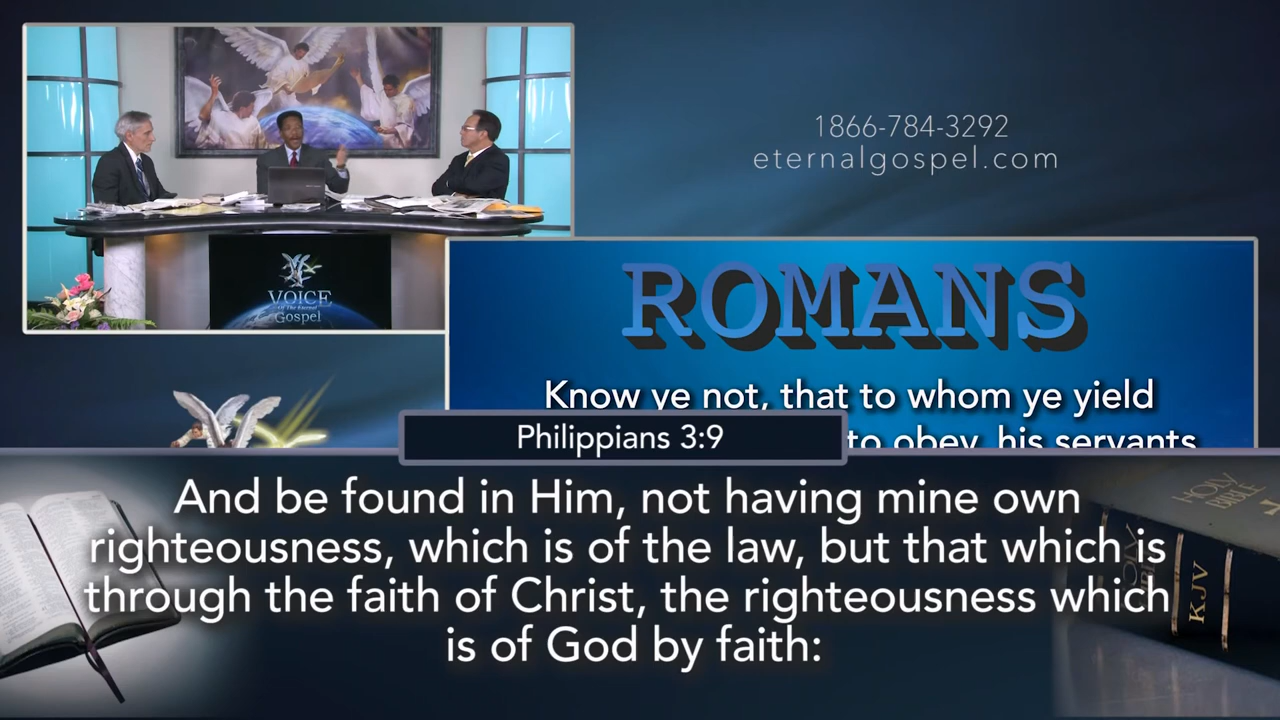 1866-784-3292
eternalgospel.com
VOICE
of The Eternal
Gospel
ROMANS
Know ye not, that to whom ye yield
to obey, his servants
Philippians 3:9
And be found in Him, not having mine own
righteousness, which is of the law, but that which is
through the faith of Christ, the righteousness which
is of God by faith:
HOLY
BIBLE
KJV